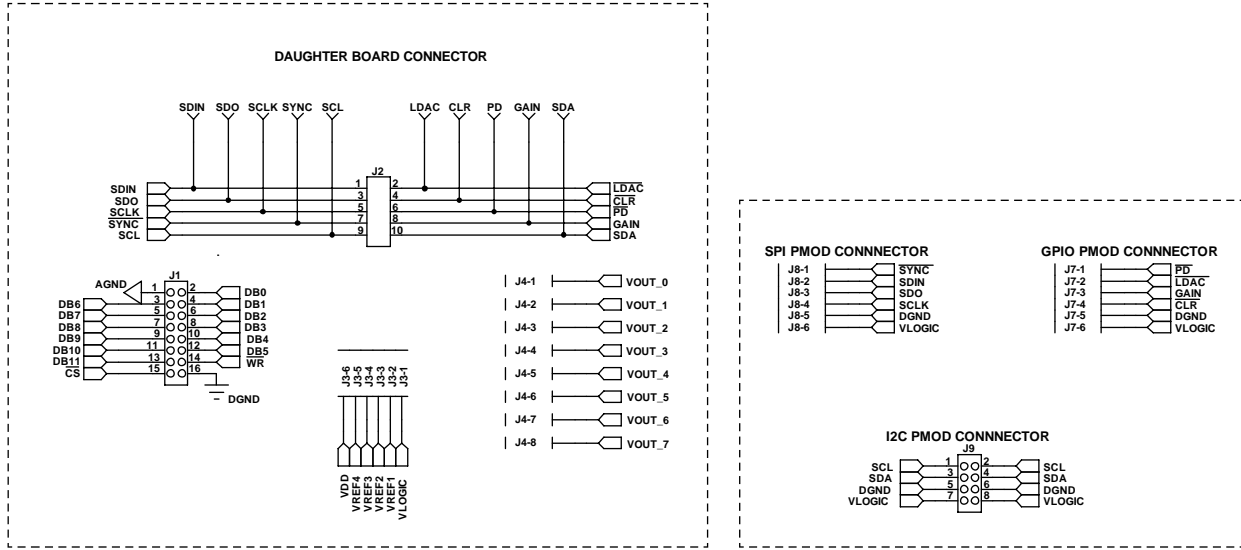 DAUGHTER BOARD CONNECTOR
SDIN SDO SCLK SYNC SCL LDAC CLR PD GAIN SDA
J2
SDIN 1 2 LDAC
SDO 3 4 CLR
SCLK 5 6 PD
SYNC 7 8 GAIN
SCL 9 10 SDA
J1
AGND 1 2 DB0
DB6 3 4 DB1
DB7 5 6 DB2
DB8 7 8 DB3
DB9 9 10 DB4
DB10 11 12 DB5
DB11 13 14 WR
CS 15 16
DGND
J3-6 J3-5 J3-4 J3-3 J3-2 J3-1
VDD VREF4 VREF3 VREF2 VREF1 VLOGIC
J4-1 VOUT_0
J4-2 VOUT_1
J4-3 VOUT_2
J4-4 VOUT_3
J4-5 VOUT_4
J4-6 VOUT_5
J4-7 VOUT_6
J4-8 VOUT_7
SPI PMOD CONNNECTOR
J8-1 SYNC
J8-2 SDIN
J8-3 SDO
J8-4 SCLK
J8-5 DGND
J8-6 VLOGIC
GPIO PMOD CONNNECTOR
J7-1 PD
J7-2 LDAC
J7-3 GAIN
J7-4 CLR
J7-5 DGND
J7-6 VLOGIC
I2C PMOD CONNNECTOR
J9
SCL 1 2 SCL
SDA 3 4 SDA
DGND 5 6 DGND
VLOGIC 7 8 VLOGIC